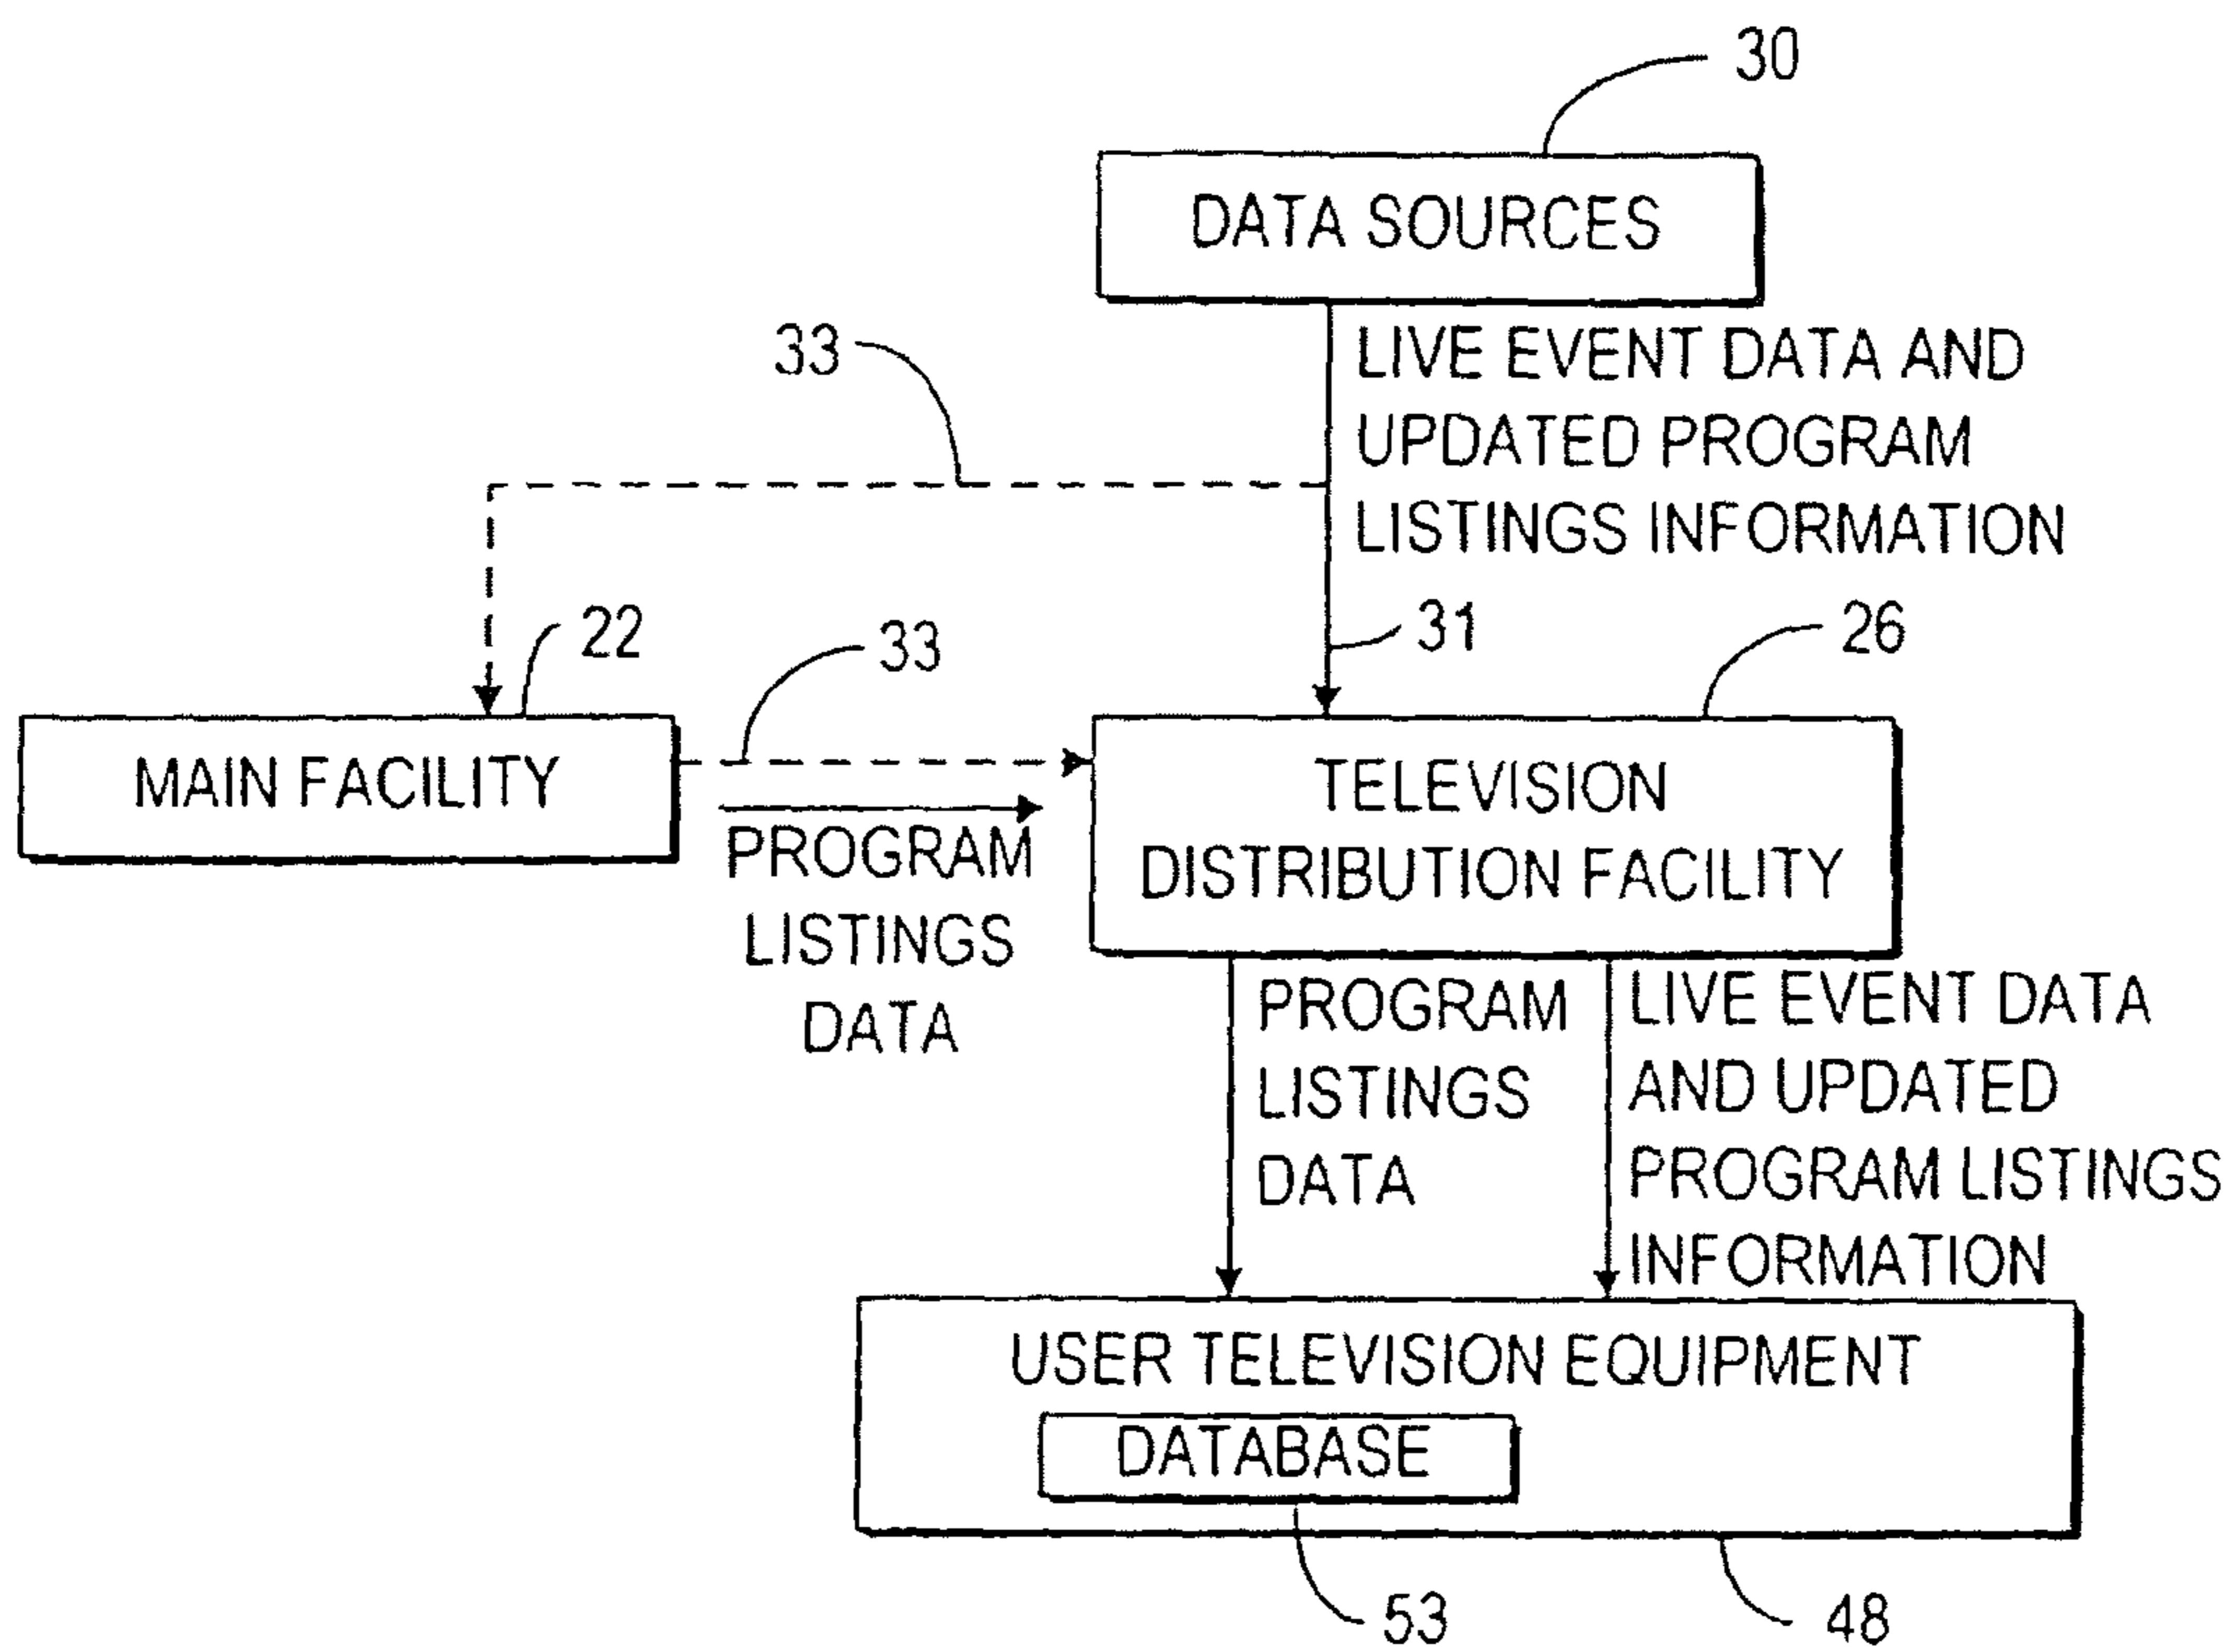 30
DATA SOURCES
33
LIVE EVENT DATA AND
UPDATED PROGRAM
LISTINGS INFORMATION
22
33
31
26
MAIN FACILITY
PROGRAM
LISTINGS
DATA
TELEVISION
DISTRIBUTION FACILITY
PROGRAM
LISTINGS
DATA
LIVE EVENT DATA
AND UPDATED
PROGRAM LISTINGS
INFORMATION
USER TELEVISION EQUIPMENT
DATABASE
53
48